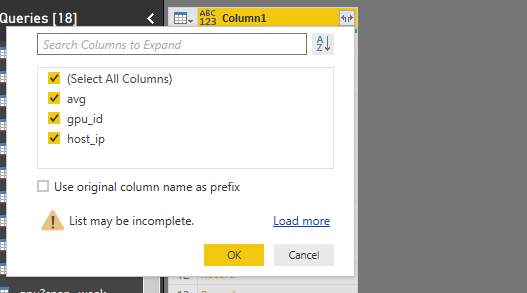 Queries [18]
ABC
123
Column1
Search Columns to Expand
A
Z
(Select All Columns)
avg
gpu_id
host_ip
Use original column name as prefix
List may be incomplete.
Load more
OK
Cancel